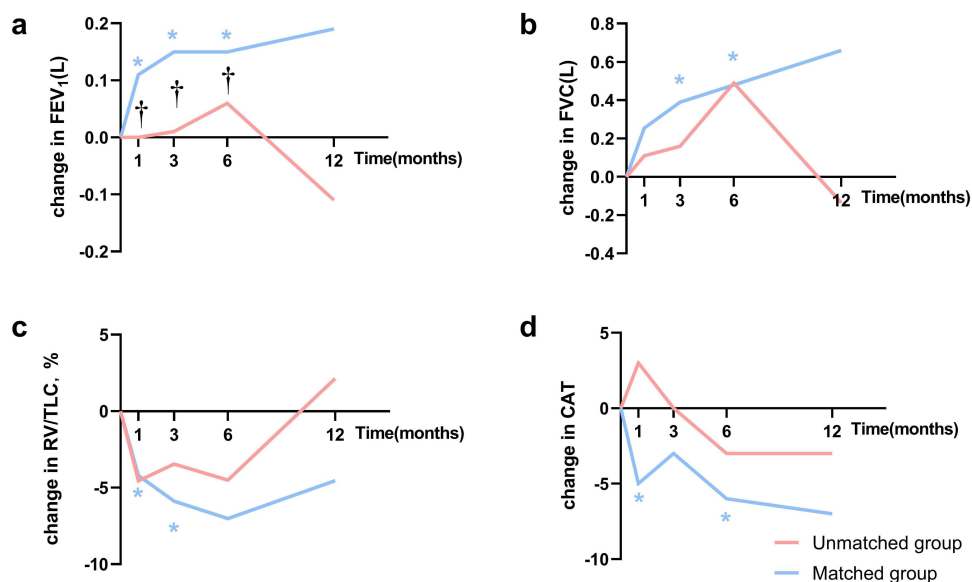 a
change in FEV₁(L)
0.2
0.1
0.0
-0.1
-0.2
* * *
† † †
1 3 6 12 Time(months)
b
change in FVC(L)
0.8
0.6
0.4
0.2
0.0
-0.2
-0.4
* *
1 3 6 12 Time(months)
c
change in RV/TLC, %
5
0
-5
-10
1 3 6 12 Time(months)
* *
d
change in CAT
5
0
-5
-10
1 3 6 12 Time(months)
* *
Unmatched group
Matched group